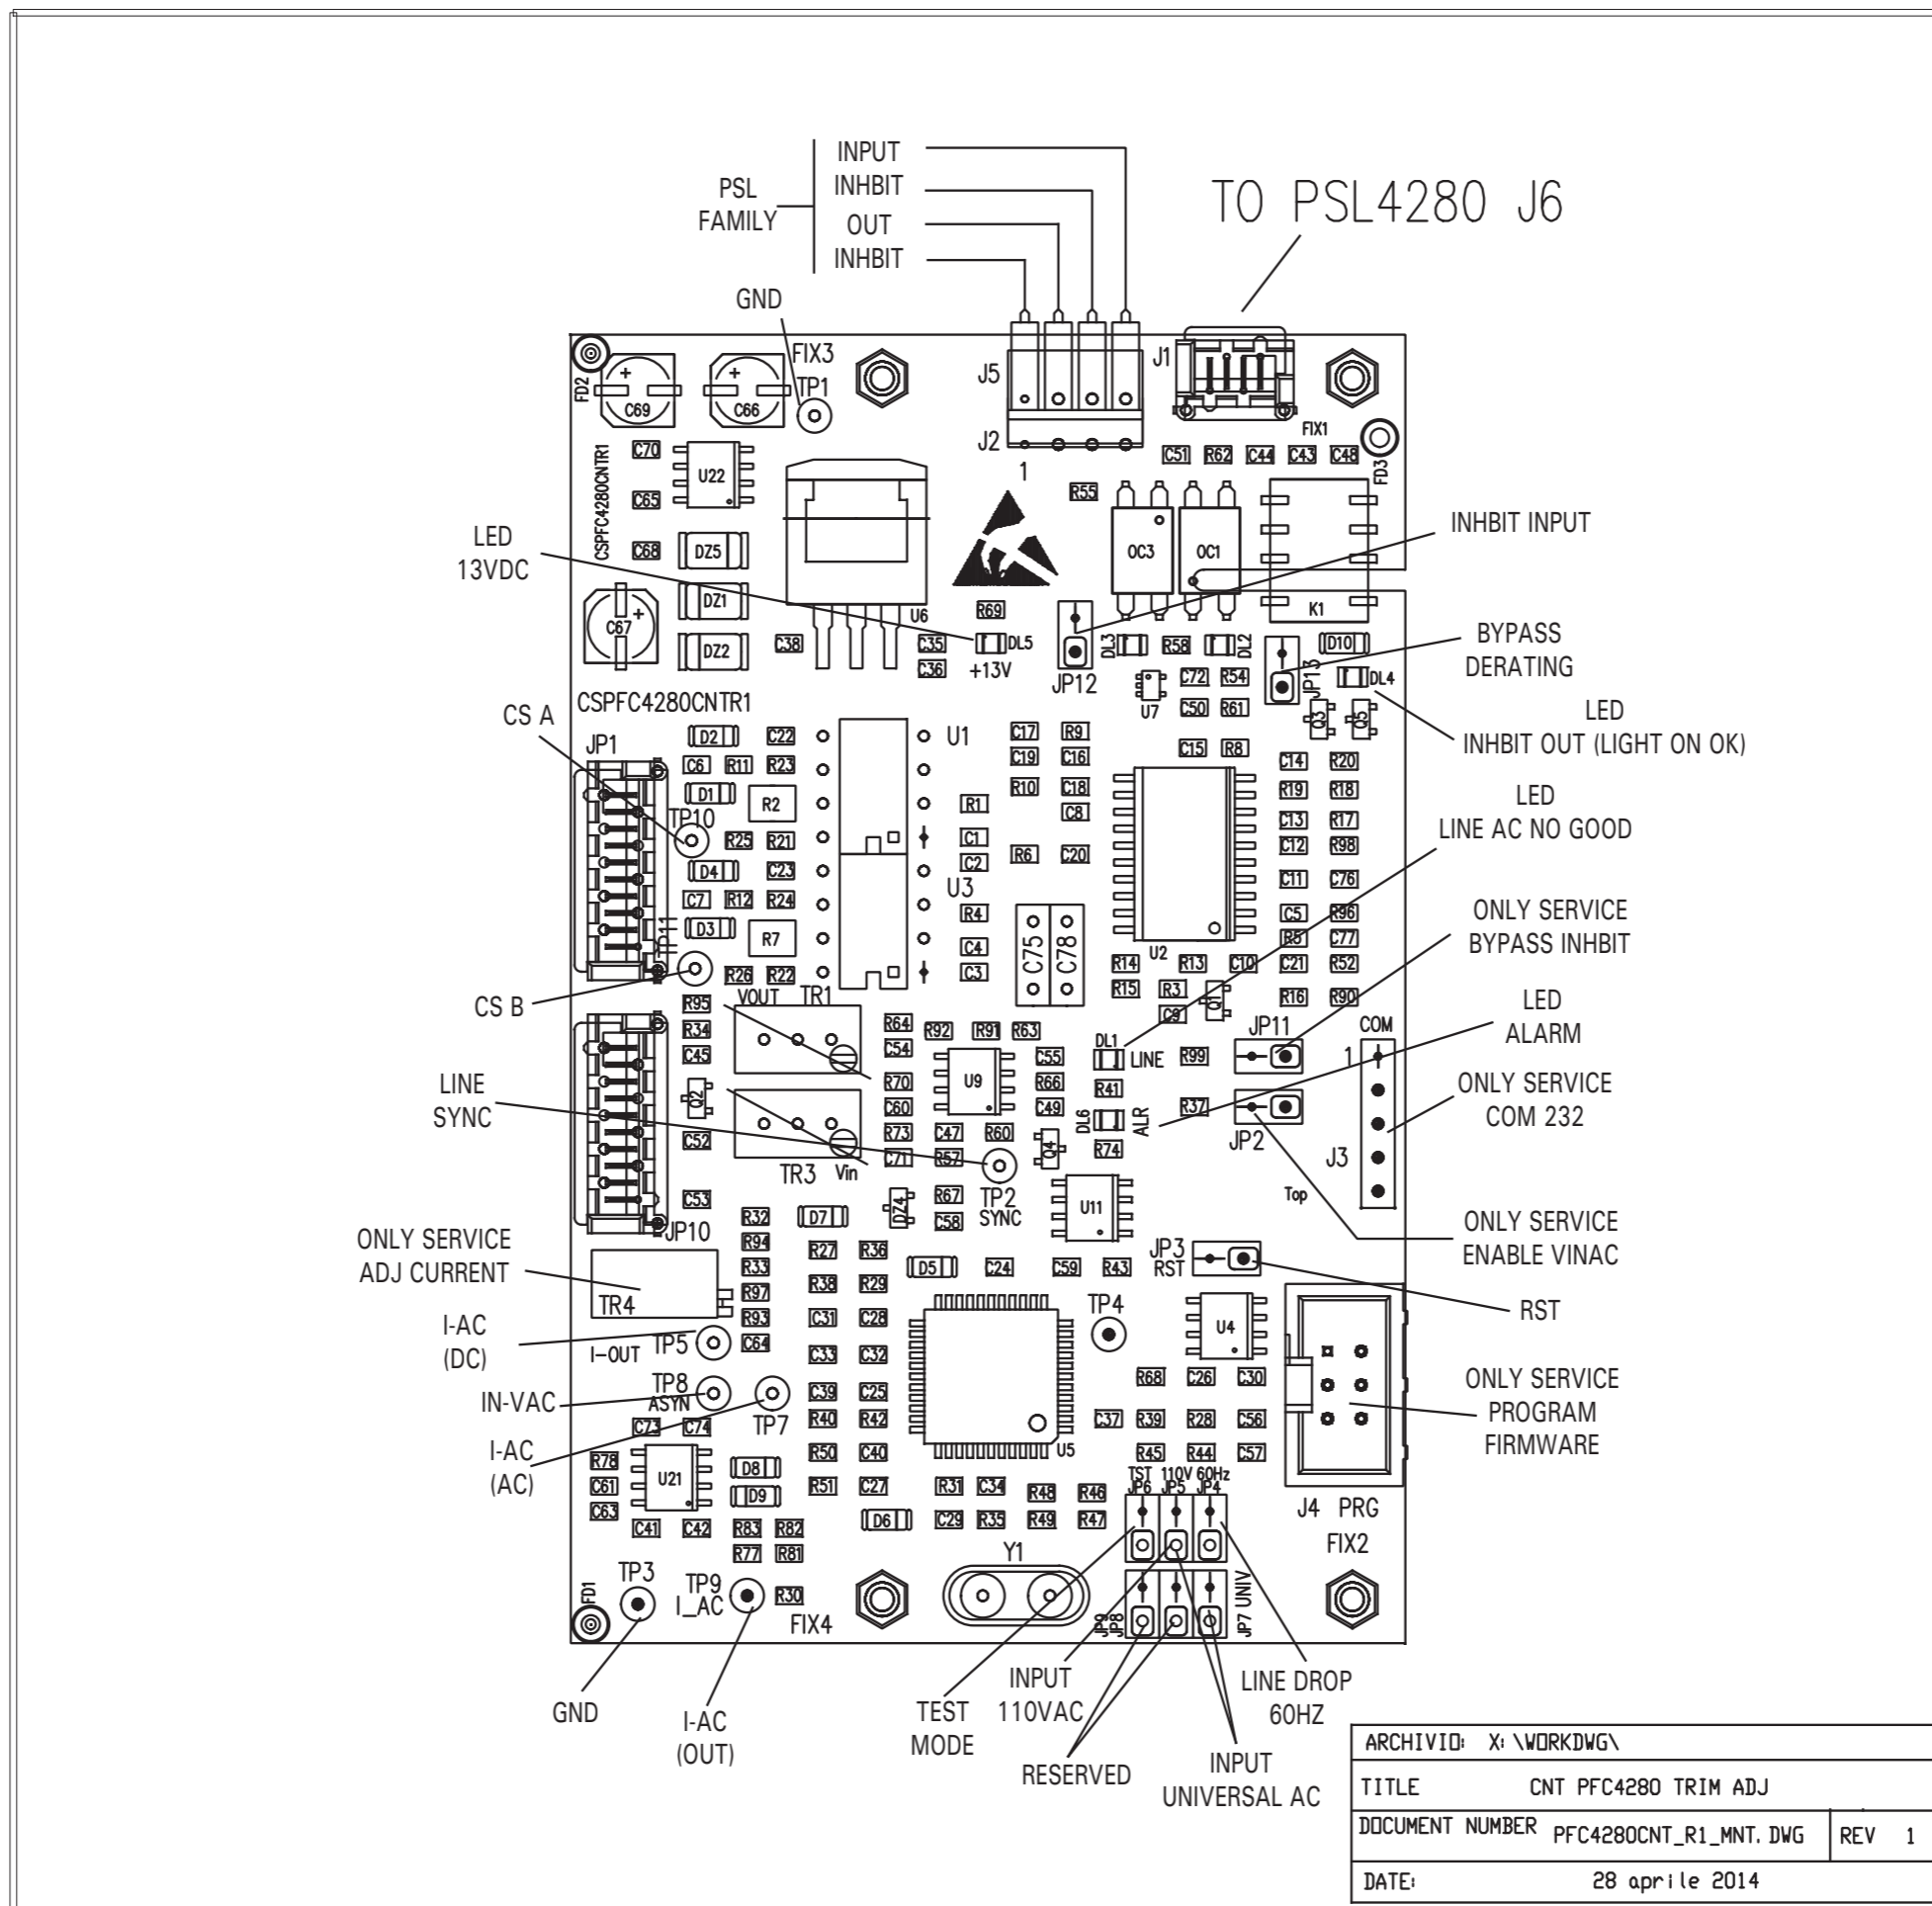 PSL
FAMILY
INPUT
INHBIT
OUT
INHBIT
TO PSL4280 J6
GND
FIX3
TP1
FD2
C69
C66
J5
J2
1
J1
FIX1
FD3
C70
C65
C68
U22
CSPFC4280CNTR1
DZ5
DZ1
DZ2
C67
U6
R55
C51 R62 C44 C43 C48
OC3
OC1
K1
INHBIT INPUT
LED
13VDC
R69
DL5
+13V
C38
C35
C36
JP12
DL3
R58
DL2
D10
DL4
JP13
BYPASS
DERATING
U7
C72 R54
C50 R61
Q3
Q5
LED
INHBIT OUT (LIGHT ON OK)
CSPFC4280CNTR1
CS A
JP1
D2 C22
C6 R11 R23
D1
R2
TP10
R25 R21
D4 C23
C7 R12 R24
D3
R7
TP11
R26 R22
CS B
U1
U3
R1
C1
C2
R4
C4
C3
C17 R9
C19 C16
R10 C18
C8
R6 C20
C75
C78
C15 R8
U2
C14 R20
R19 R18
C13 R17
C12 R98
C11 C76
C5 R96
R5 C77
C21 R52
R16 R90
LED
LINE AC NO GOOD
ONLY SERVICE
BYPASS INHBIT
R14 R13 C10
R15 R3
C9
Q1
LED
ALARM
R95
R34
C45
Q2
C52
C53
VOUT TR1
TR3 Vin
R64
C54
R70
C60
R73
C71
R92 R91 R63
U9
C55
R66
C49
C47 R60
R57
R67
C58
DZ4
TP2
SYNC
Q4
DL1
LINE
R41
DL6
ALR
R74
R99
R37
JP11
JP2
COM
1
J3
Top
ONLY SERVICE
COM 232
LINE
SYNC
U11
ONLY SERVICE
ENABLE VINAC
JP10
ONLY SERVICE
ADJ CURRENT
TR4
R32
R94
R33
R97
R93
C64
D7
R27 R36
R38 R29
C31 C28
C33 C32
C39 C25
R40 R42
R50 C40
R51 C27
D5
C24
C59 R43
JP3
RST
RST
TP4
U4
U5
I-AC
(DC)
I-OUT
TP5
IN-VAC
TP8
ASYN
TP7
I-AC
(AC)
C73 C74
R78
C61
C63
U21
C41 C42
D8
D9
R83 R82
R77 R81
D6
R31 C34
C29 R35
R48 R46
R49 R47
R68 C26 C30
C37 R39 R28 C56
R45 R44 C57
TST 110V 60Hz
JP6 JP5 JP4
J4 PRG
FIX2
ONLY SERVICE
PROGRAM
FIRMWARE
FD1
TP3
TP9
I_AC
R30
FIX4
Y1
JP9
JP8
JP7 UNIV
GND
I-AC
(OUT)
TEST
MODE
INPUT
110VAC
RESERVED
INPUT
UNIVERSAL AC
LINE DROP
60HZ
ARCHIVIO: X:\WORKDWG\
TITLE CNT PFC4280 TRIM ADJ
DOCUMENT NUMBER PFC4280CNT_R1_MNT.DWG REV 1
DATE: 28 aprile 2014